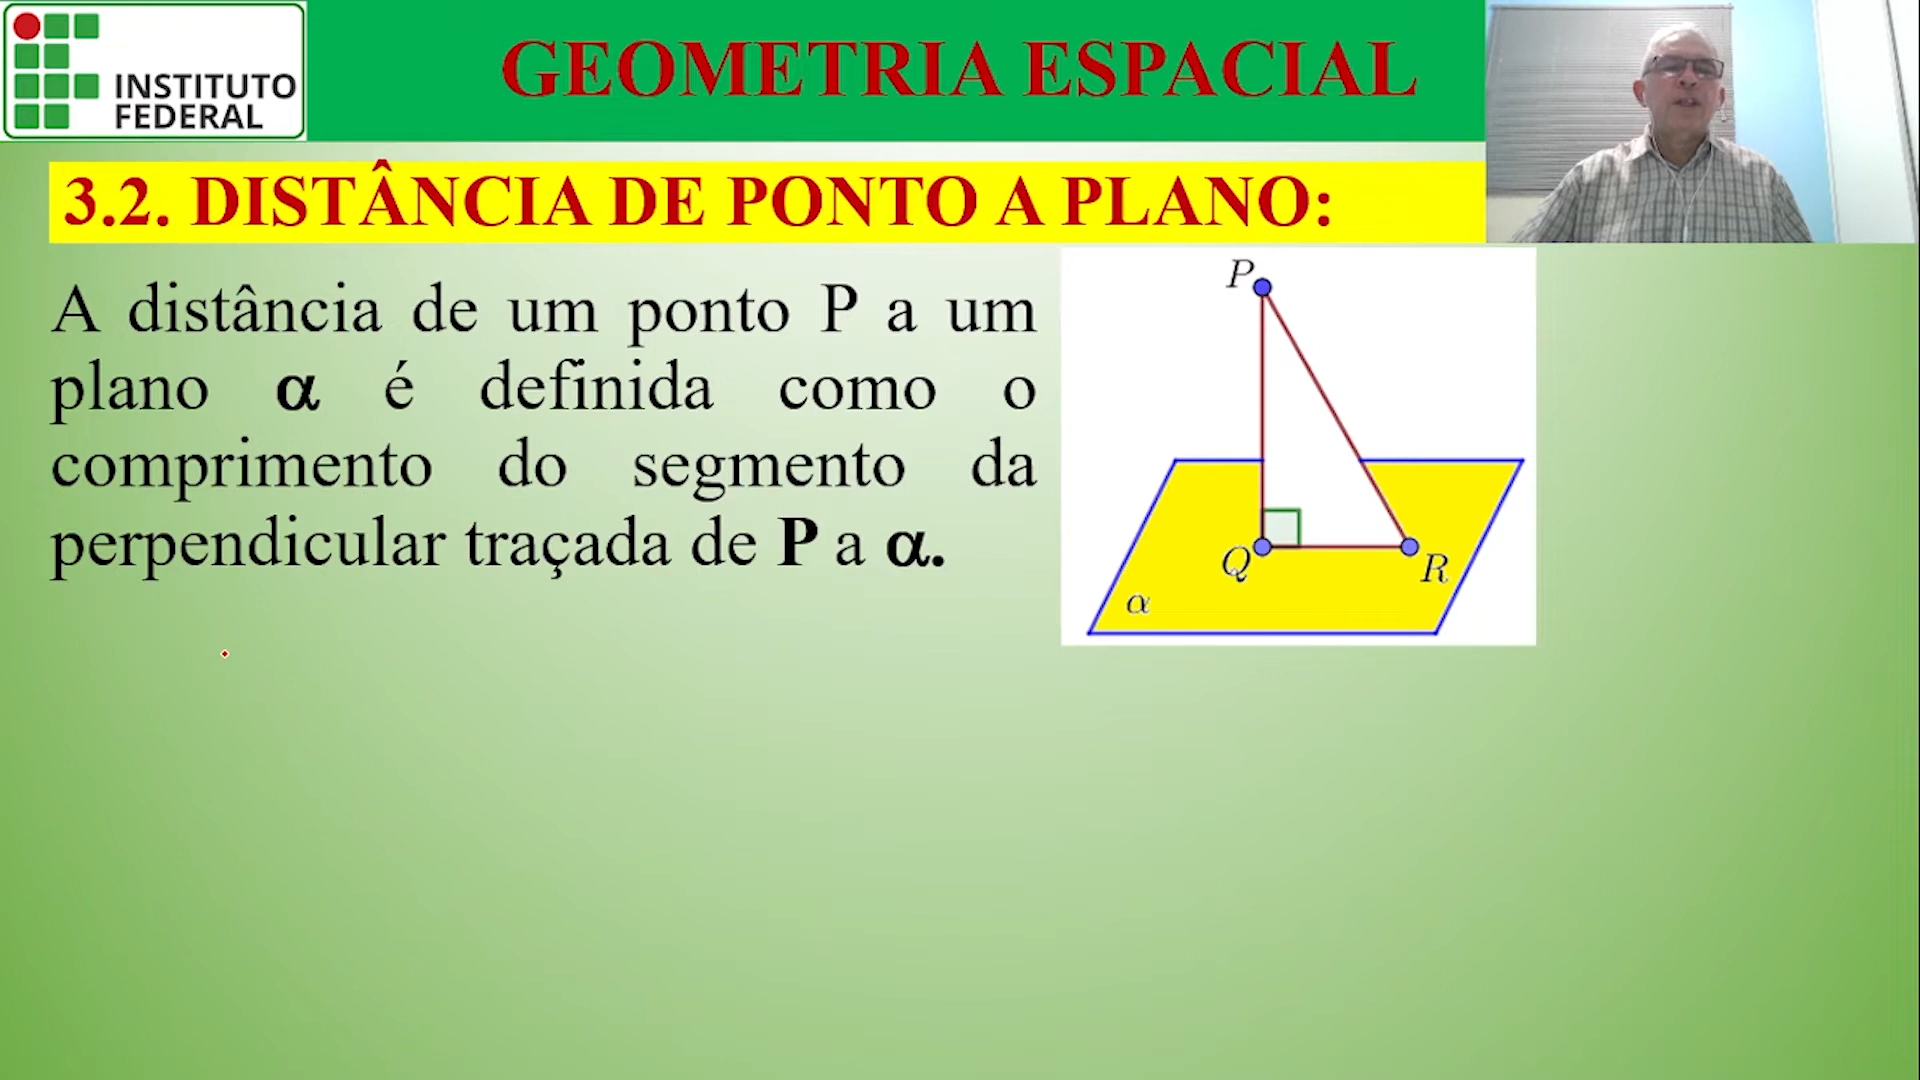 INSTITUTO
FEDERAL
GEOMETRIA ESPACIAL
3.2. DISTÂNCIA DE PONTO A PLANO:
A distância de um ponto P a um
plano α é definida como o
comprimento do segmento da
perpendicular traçada de P a α.
P
Q
R
α